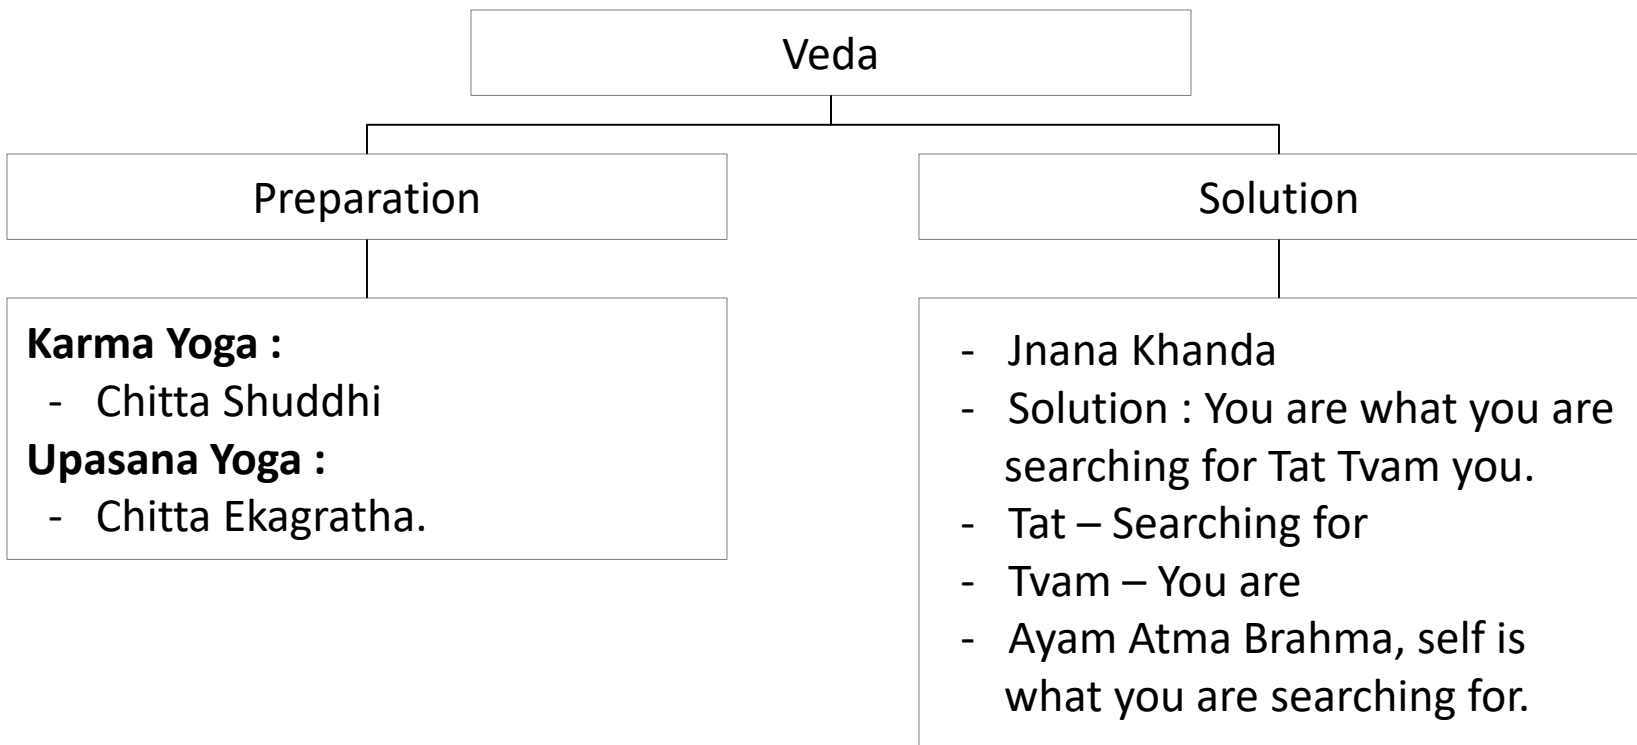 Veda
Preparation
Solution
Karma Yoga :
- Chitta Shuddhi
Upasana Yoga :
- Chitta Ekagratha.
- Jnana Khanda
- Solution : You are what you are
searching for Tat Tvam you.
- Tat – Searching for
- Tvam – You are
- Ayam Atma Brahma, self is
what you are searching for.